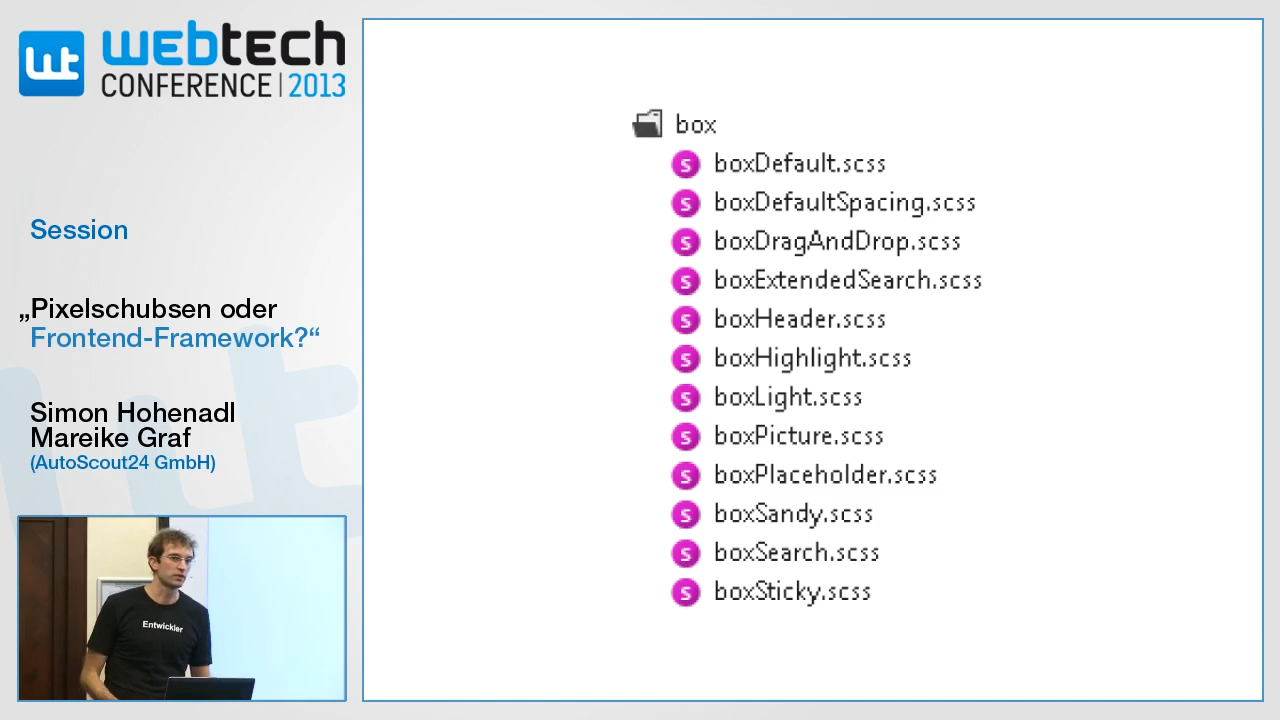 wt
webtech
CONFERENCE | 2013
Session
„Pixelschubsen oder
Frontend-Framework?“
Simon Hohenadl
Mareike Graf
(AutoScout24 GmbH)
Entwickler
box
S boxDefault.scss
S boxDefaultSpacing.scss
S boxDragAndDrop.scss
S boxExtendedSearch.scss
S boxHeader.scss
S boxHighlight.scss
S boxLight.scss
S boxPicture.scss
S boxPlaceholder.scss
S boxSandy.scss
S boxSearch.scss
S boxSticky.scss